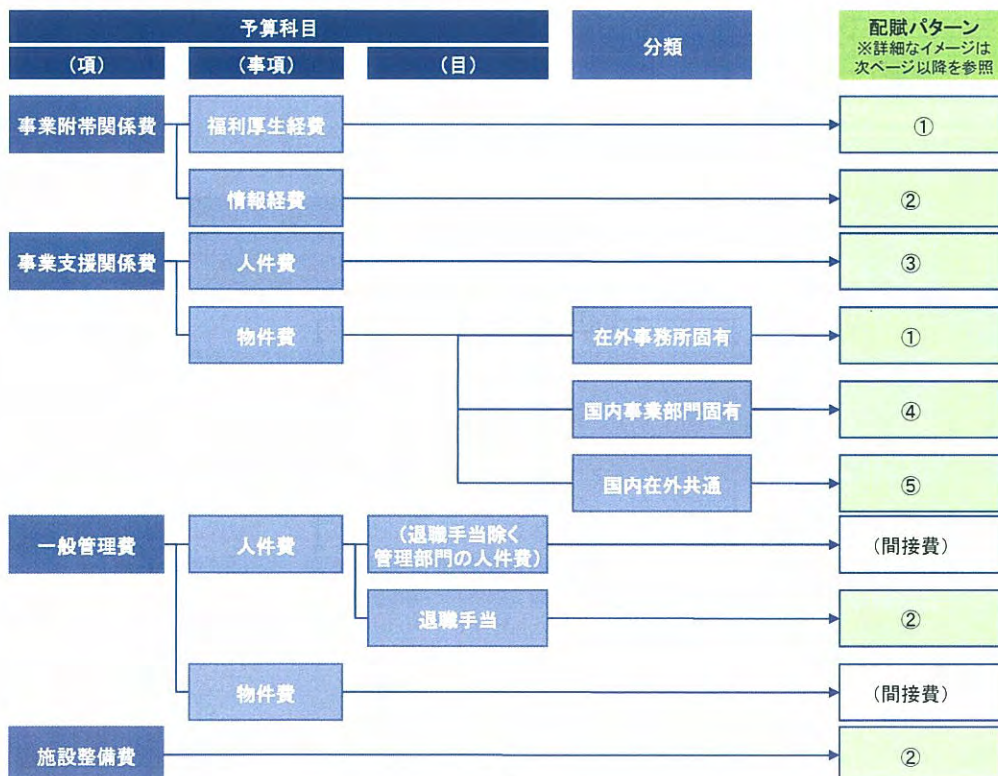 予算科目
(項)
(事項)
(目)
分類
配賦パターン
※詳細なイメージは
次ページ以降を参照
事業附帯関係費
福利厚生経費
①
情報経費
②
事業支援関係費
人件費
③
物件費
在外事務所固有
①
国内事業部門固有
④
国内在外共通
⑤
一般管理費
人件費
(退職手当除く
管理部門の人件費)
(間接費)
退職手当
②
物件費
(間接費)
施設整備費
②